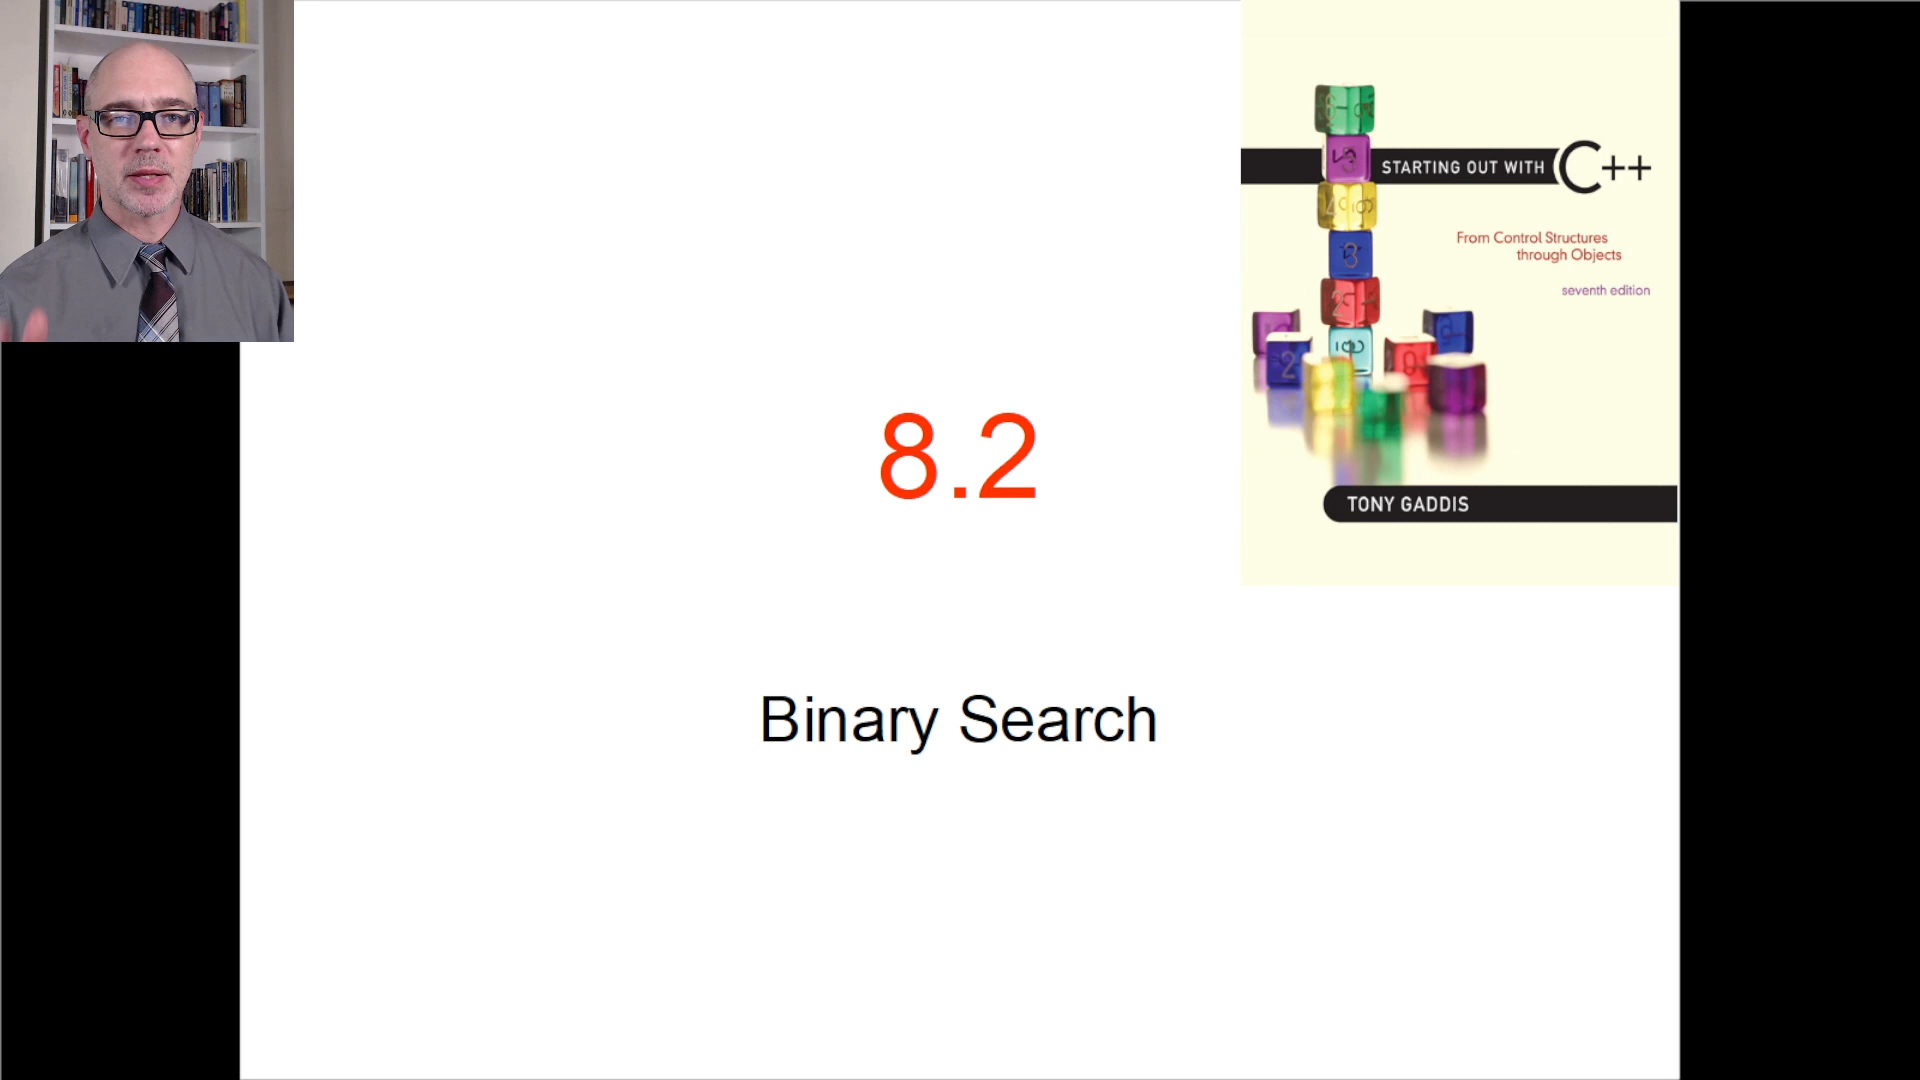 STARTING OUT WITH C++
From Control Structures
through Objects
seventh edition
8.2
TONY GADDIS
Binary Search